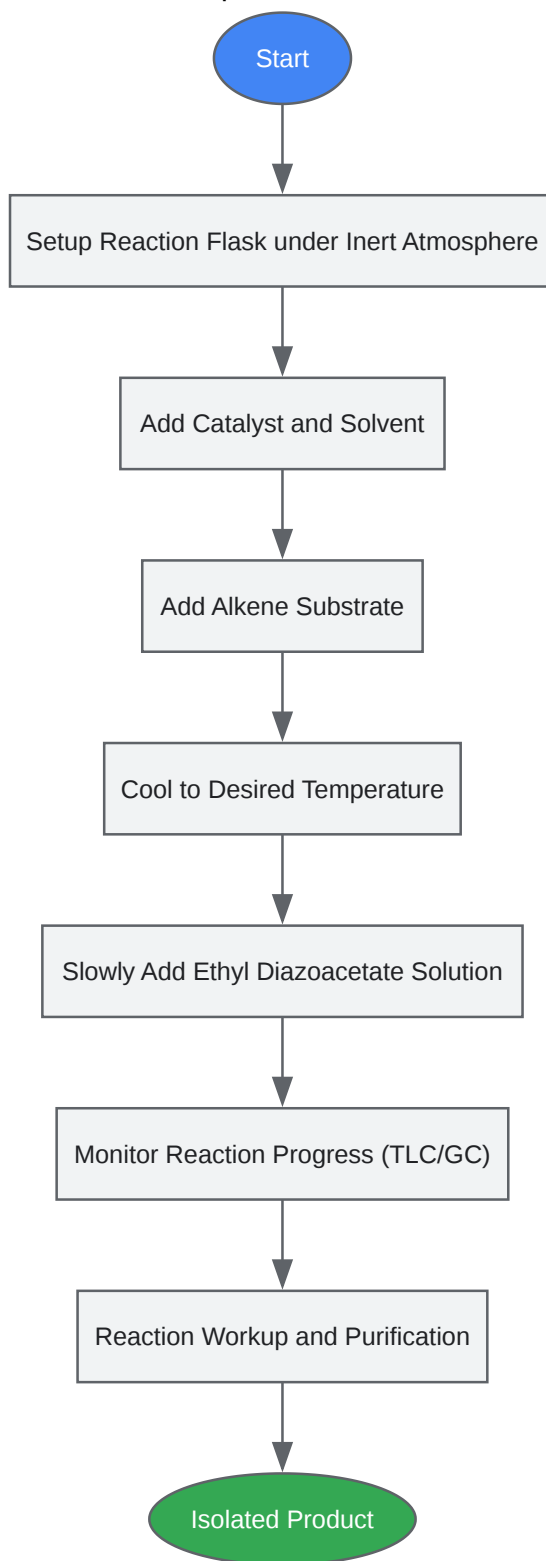 Start
Setup Reaction Flask under Inert Atmosphere
Add Catalyst and Solvent
Add Alkene Substrate
Cool to Desired Temperature
Slowly Add Ethyl Diazoacetate Solution
Monitor Reaction Progress (TLC/GC)
Reaction Workup and Purification
Isolated Product